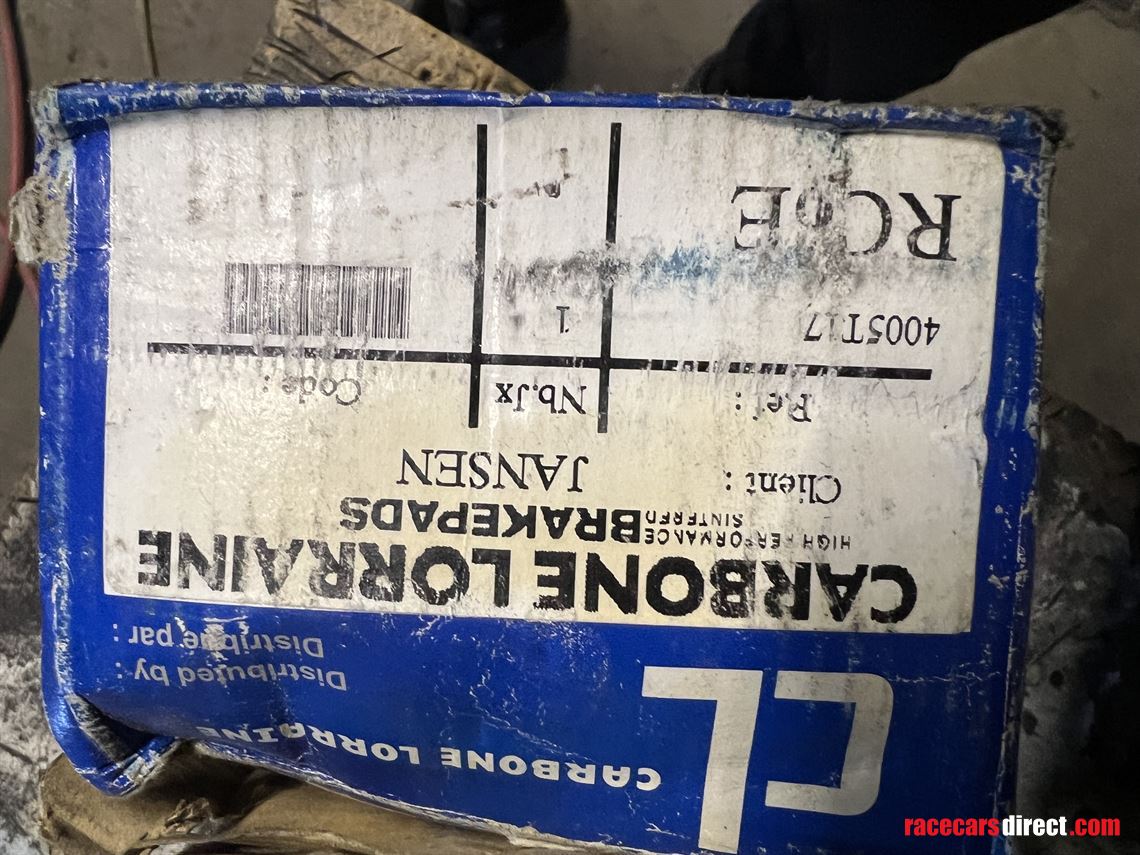 CL
CARBONE LORRAINE
Distributed by :
Distribué par :
CARBONE LORRAINE
HIGH PERFORMANCE SINTERED BRAKEPADS
Client : JANSEN
Ref : Nb.Jx Code :
4005T17 1
RC6E
racecarsdirect.com